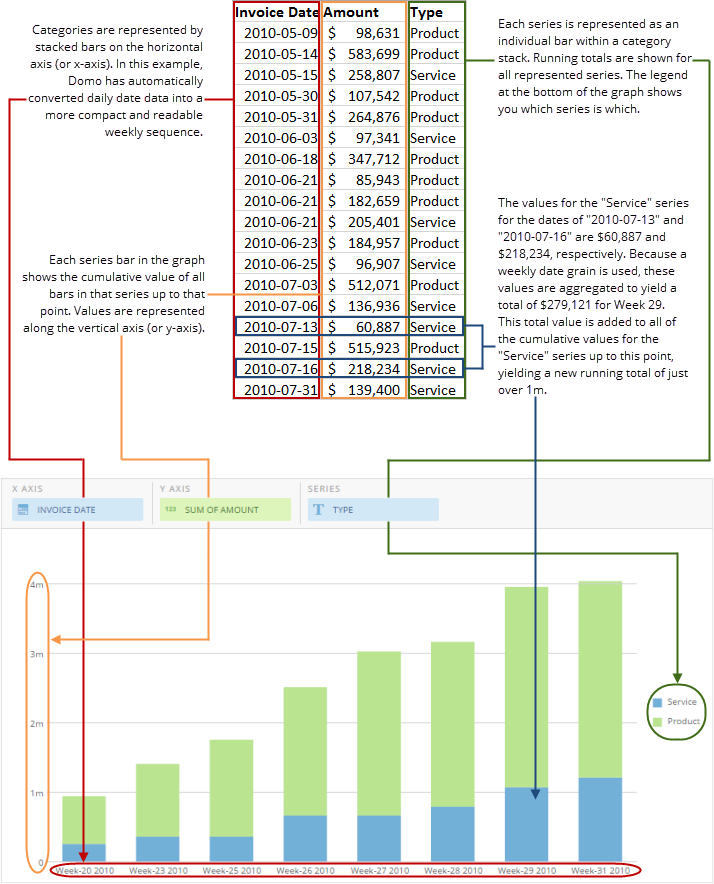 Categories are represented by
stacked bars on the horizontal
axis (or x-axis). In this example,
Domo has automatically
converted daily date data into a
more compact and readable
weekly sequence.
Each series bar in the graph
shows the cumulative value of all
bars in that series up to that
point. Values are represented
along the vertical axis (or y-axis).
Invoice Date Amount Type
2010-05-09 $ 98,631 Product
2010-05-14 $ 583,699 Product
2010-05-15 $ 258,807 Service
2010-05-30 $ 107,542 Product
2010-05-31 $ 264,876 Product
2010-06-03 $ 97,341 Service
2010-06-18 $ 347,712 Product
2010-06-21 $ 85,943 Product
2010-06-21 $ 182,659 Product
2010-06-21 $ 205,401 Service
2010-06-23 $ 184,957 Product
2010-06-25 $ 96,907 Service
2010-07-03 $ 512,071 Product
2010-07-06 $ 136,936 Service
2010-07-13 $ 60,887 Service
2010-07-15 $ 515,923 Product
2010-07-16 $ 218,234 Service
2010-07-31 $ 139,400 Service
Each series is represented as an
individual bar within a category
stack. Running totals are shown for
all represented series. The legend
at the bottom of the graph shows
you which series is which.
The values for the "Service" series
for the dates of "2010-07-13" and
"2010-07-16" are $60,887 and
$218,234, respectively. Because a
weekly date grain is used, these
values are aggregated to yield a
total of $279,121 for Week 29.
This total value is added to all of
the cumulative values for the
"Service" series up to this point,
yielding a new running total of just
over 1m.
X AXIS Y AXIS SERIES
INVOICE DATE 123 SUM OF AMOUNT T TYPE
4m
3m
2m
1m
0
Service
Product
Week-20 2010 Week-23 2010 Week-25 2010 Week-26 2010 Week-27 2010 Week-28 2010 Week-29 2010 Week-31 2010